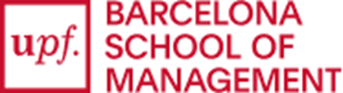 upf.
BARCELONA
SCHOOL OF
MANAGEMENT